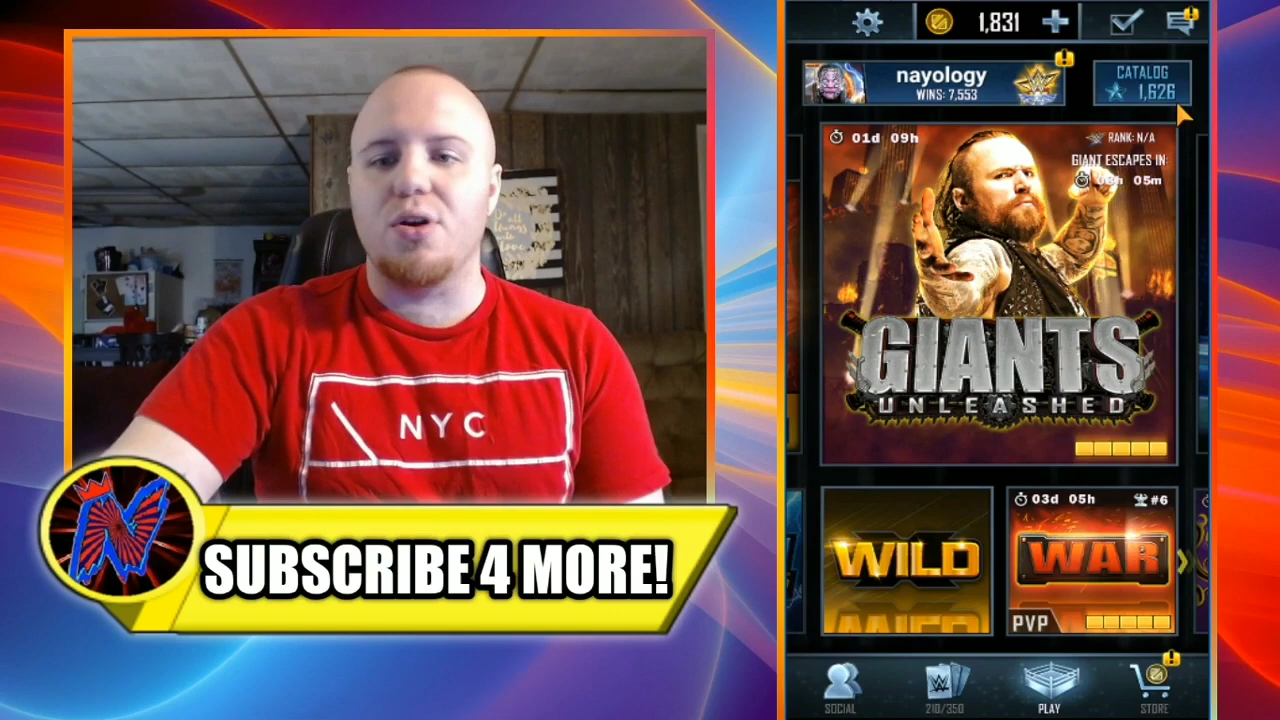 NYC
N
SUBSCRIBE 4 MORE!
1,831
nayology
WINS: 7,553
CATALOG
1,626
01d 09h
RANK: N/A
GIANT ESCAPES IN:
05m
GIANTS
UNLEASHED
WILD
03d 05h
#6
WAR
PVP
SOCIAL
210/350
PLAY
STORE